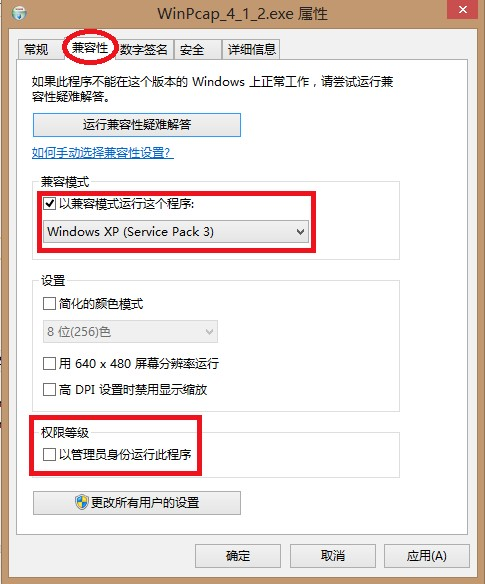 WinPcap_4_1_2.exe 属性
常规 兼容性 数字签名 安全 详细信息
如果此程序不能在这个版本的 Windows 上正常工作，请尝试运行兼
容性疑难解答。
运行兼容性疑难解答
如何手动选择兼容性设置？
兼容模式
以兼容模式运行这个程序:
Windows XP (Service Pack 3)
设置
简化的颜色模式
8 位(256)色
用 640 x 480 屏幕分辨率运行
高 DPI 设置时禁用显示缩放
权限等级
以管理员身份运行此程序
更改所有用户的设置
确定 取消 应用(A)